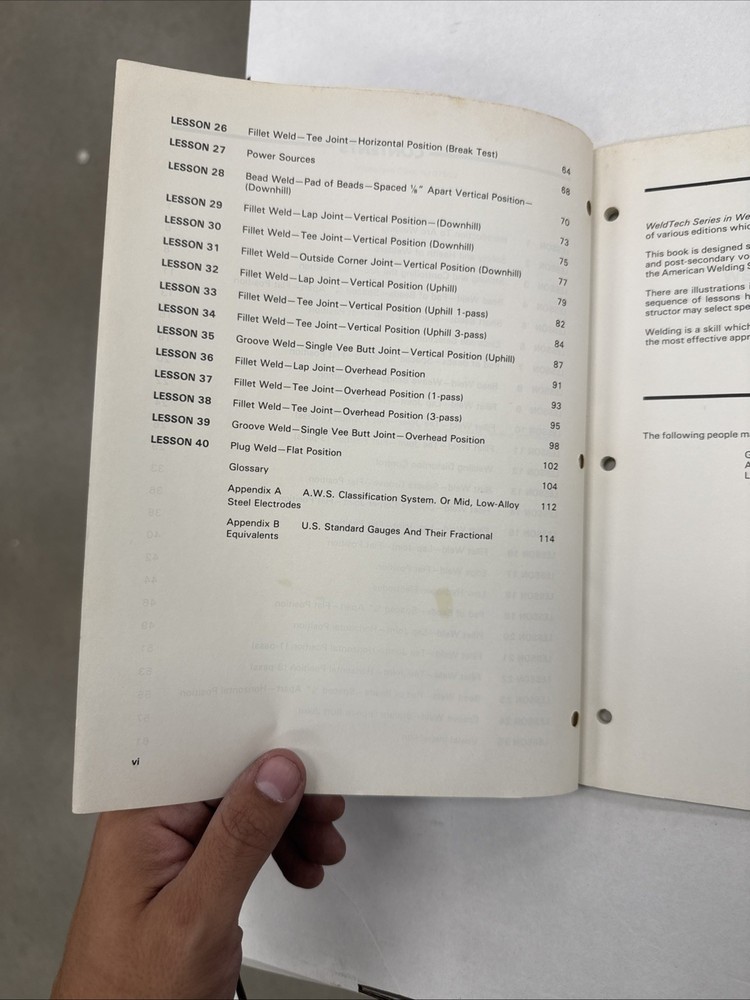 LESSON 26 Fillet Weld—Tee Joint—Horizontal Position (Break Test) 64
LESSON 27 Power Sources 68
LESSON 28 Bead Weld—Pad of Beads—Spaced ⅛" Apart Vertical Position—
(Downhill) 70
LESSON 29 Fillet Weld—Lap Joint—Vertical Position—(Downhill) 73
LESSON 30 Fillet Weld—Tee Joint—Vertical Position (Downhill) 75
LESSON 31 Fillet Weld—Outside Corner Joint—Vertical Position (Downhill) 77
LESSON 32 Fillet Weld—Lap Joint—Vertical Position (Uphill) 79
LESSON 33 Fillet Weld—Tee Joint—Vertical Position (Uphill 1-pass) 82
LESSON 34 Fillet Weld—Tee Joint—Vertical Position (Uphill 3-pass) 84
LESSON 35 Groove Weld—Single Vee Butt Joint—Vertical Position (Uphill) 87
LESSON 36 Fillet Weld—Lap Joint—Overhead Position 91
LESSON 37 Fillet Weld—Tee Joint—Overhead Position (1-pass) 93
LESSON 38 Fillet Weld—Tee Joint—Overhead Position (3-pass) 95
LESSON 39 Groove Weld—Single Vee Butt Joint—Overhead Position 98
LESSON 40 Plug Weld—Flat Position 102
Glossary 104
Appendix A A.W.S. Classification System. Or Mid, Low-Alloy
Steel Electrodes 112
Appendix B U.S. Standard Gauges And Their Fractional
Equivalents 114
vi
WeldTech Series in We
of various editions whic
This book is designed s
and post-secondary vo
the American Welding S
There are illustrations i
sequence of lessons h
structor may select spe
Welding is a skill whic
the most effective appr
The following people m